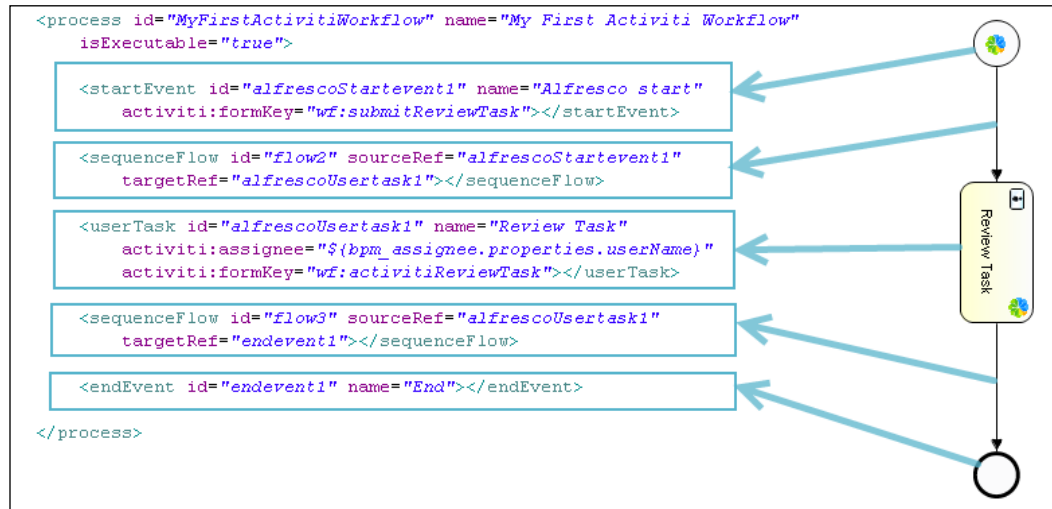 <process id="MyFirstActivitiWorkflow" name="My First Activiti Workflow"
isExecutable="true">
<startEvent id="alfrescoStartevent1" name="Alfresco start"
activiti:formKey="wf:submitReviewTask"></startEvent>
<sequenceFlow id="flow2" sourceRef="alfrescoStartevent1"
targetRef="alfrescoUsertask1"></sequenceFlow>
<userTask id="alfrescoUsertask1" name="Review Task"
activiti:assignee="${bpm_assignee.properties.userName}"
activiti:formKey="wf:activitiReviewTask"></userTask>
<sequenceFlow id="flow3" sourceRef="alfrescoUsertask1"
targetRef="endevent1"></sequenceFlow>
<endEvent id="endevent1" name="End"></endEvent>
</process>
Review Task